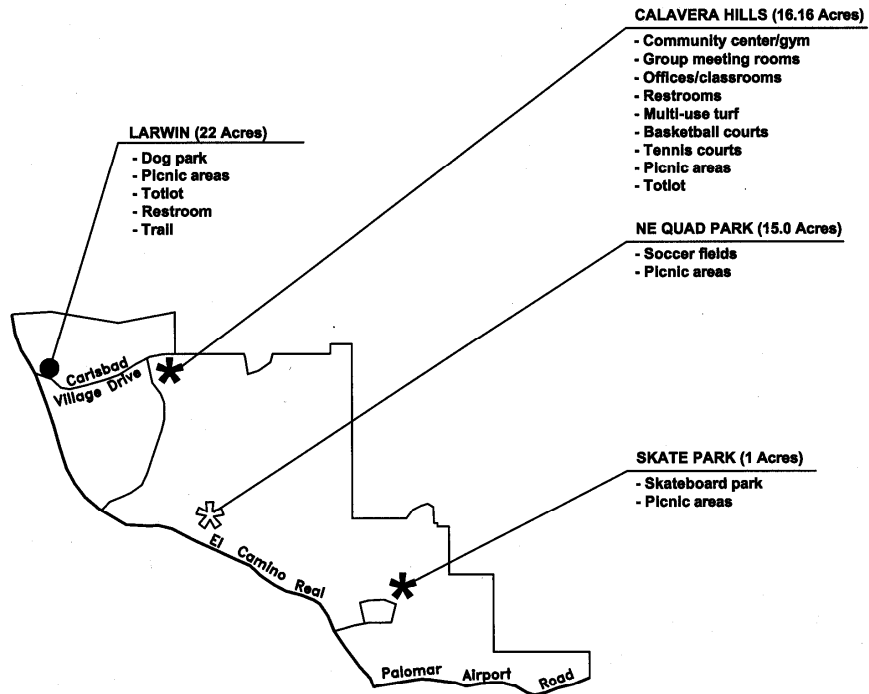 CALAVERA HILLS (16.16 Acres)
- Community center/gym
- Group meeting rooms
- Offices/classrooms
- Restrooms
- Multi-use turf
- Basketball courts
- Tennis courts
- Picnic areas
- Totlot
LARWIN (22 Acres)
- Dog park
- Picnic areas
- Totlot
- Restroom
- Trail
NE QUAD PARK (15.0 Acres)
- Soccer fields
- Picnic areas
Carlsbad
Village Drive
SKATE PARK (1 Acres)
- Skateboard park
- Picnic areas
El Camino Real
Palomar Airport Road